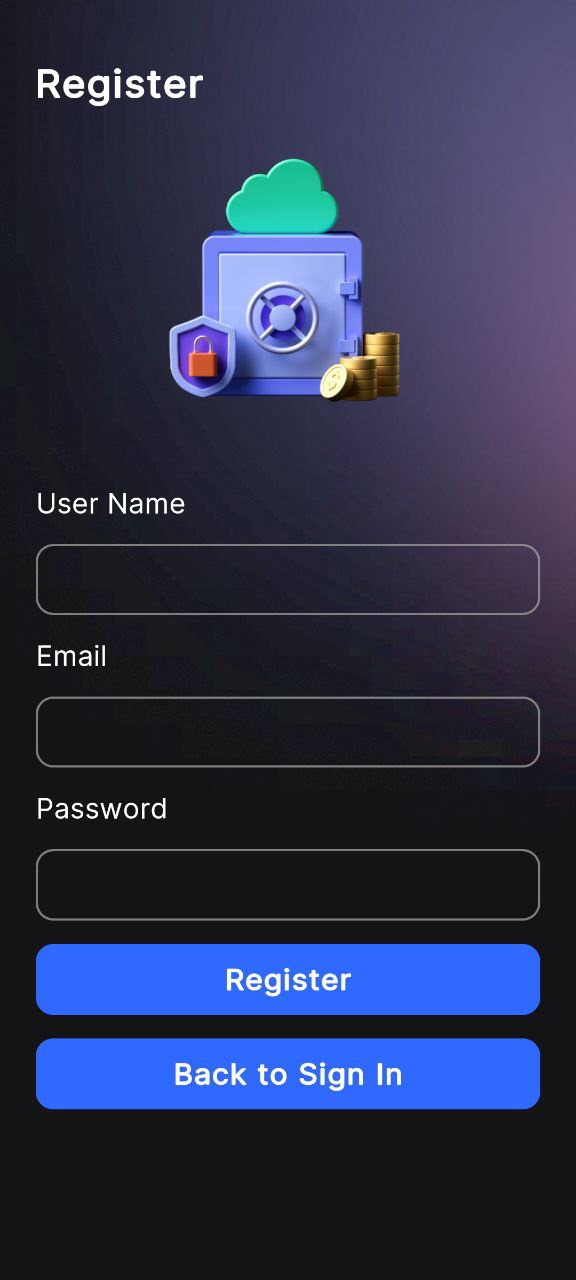 Register
User Name
Email
Password
Register
Back to Sign In